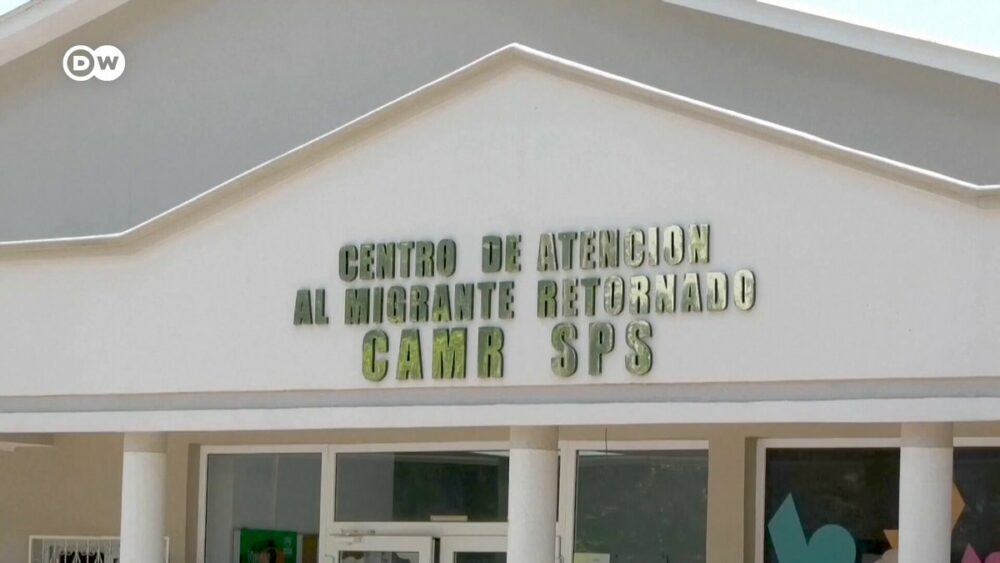 DW
CENTRO DE ATENCION
AL MIGRANTE RETORNADO
CAMR SPS